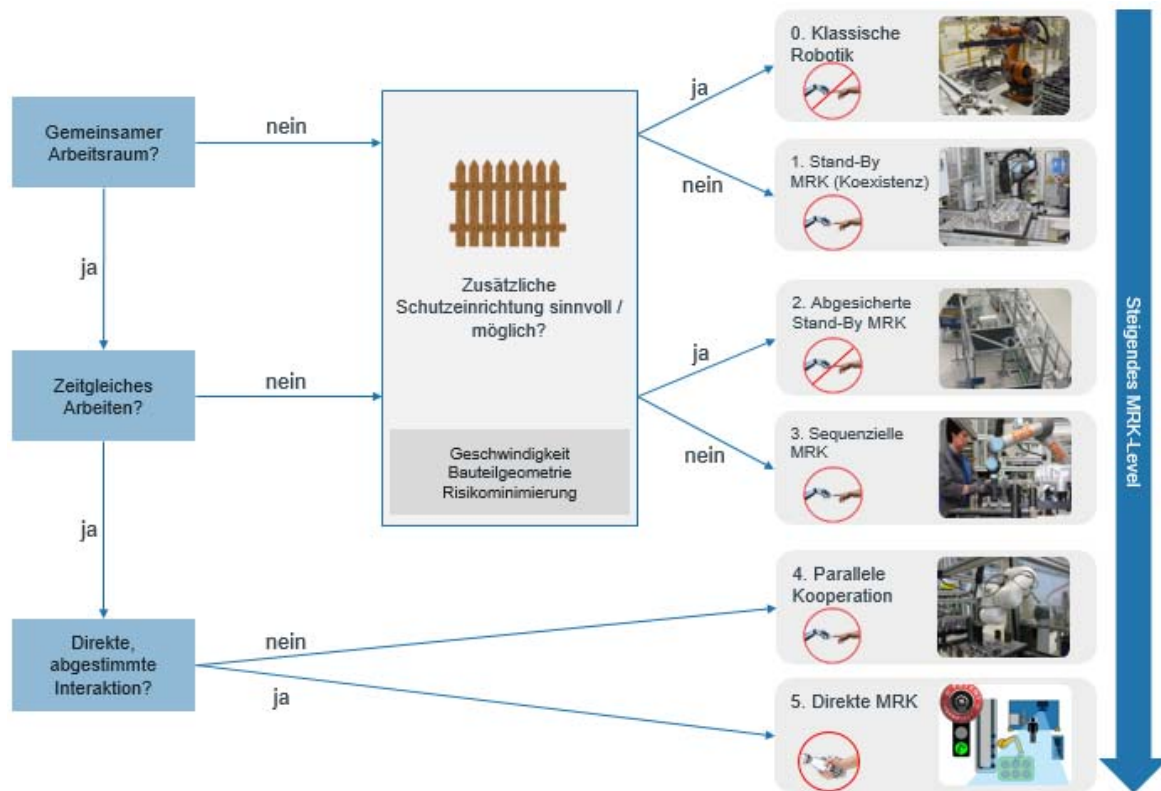 Gemeinsamer
Arbeitsraum?
nein
ja
Zeitgleiches
Arbeiten?
nein
ja
Direkte,
abgestimmte
Interaktion?
nein
ja
Zusätzliche
Schutzeinrichtung sinnvoll /
möglich?
Geschwindigkeit
Bauteilgeometrie
Risikominimierung
ja
nein
ja
nein
0. Klassische
Robotik
1. Stand-By
MRK (Koexistenz)
2. Abgesicherte
Stand-By MRK
3. Sequenzielle
MRK
4. Parallele
Kooperation
5. Direkte MRK
Steigendes MRK-Level